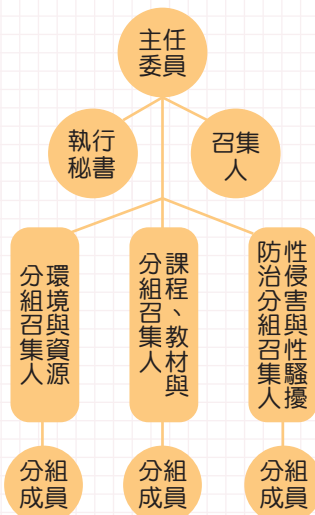 主任
委員
執行
秘書
召集
人
環境與資源
分組召集人
課程、教材與
分組召集人
性侵害與性騷擾
防治分組召集人
分組
成員
分組
成員
分組
成員